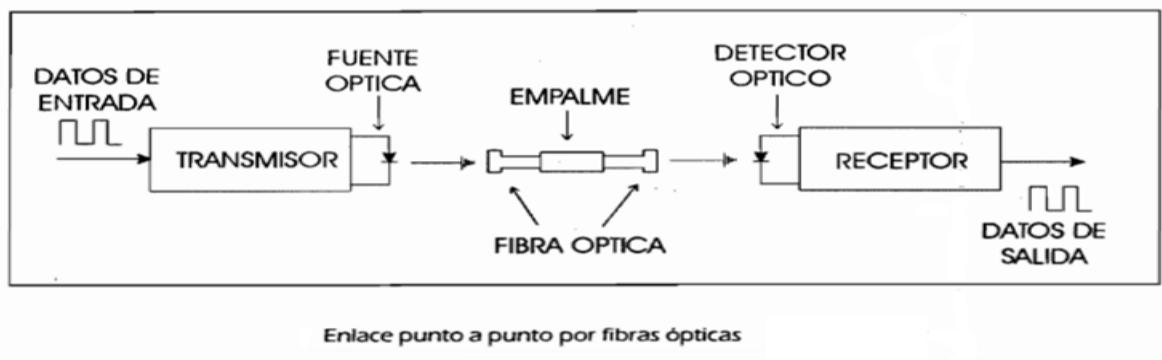 DATOS DE
ENTRADA
FUENTE
OPTICA
EMPALME
DETECTOR
OPTICO
TRANSMISOR
RECEPTOR
FIBRA OPTICA
DATOS DE
SALIDA
Enlace punto a punto por fibras ópticas